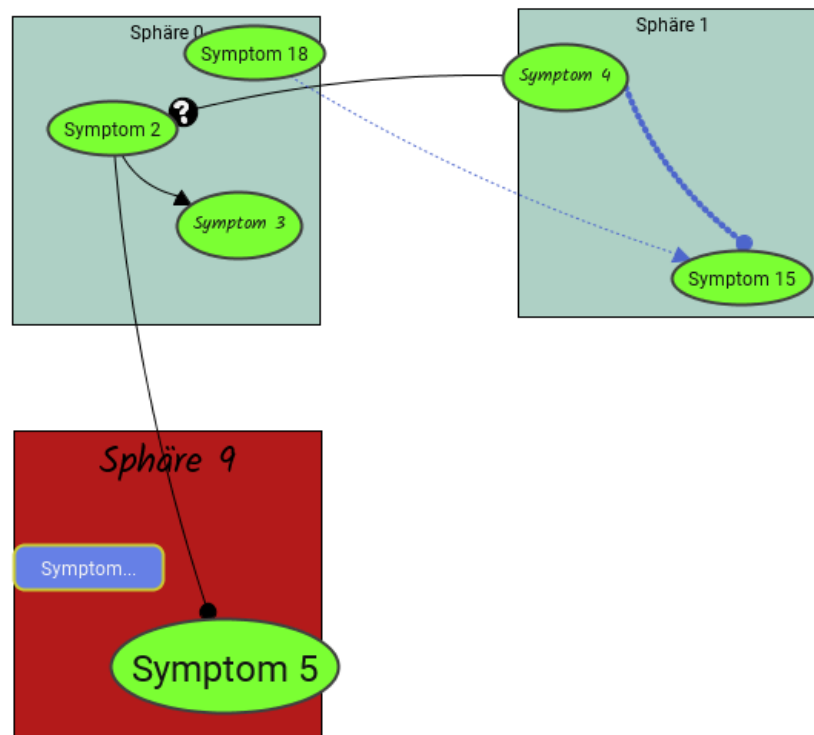 Sphäre 0
Symptom 18
Symptom 2
?
Symptom 3
Sphäre 1
Symptom 4
Symptom 15
Sphäre 9
Symptom...
Symptom 5